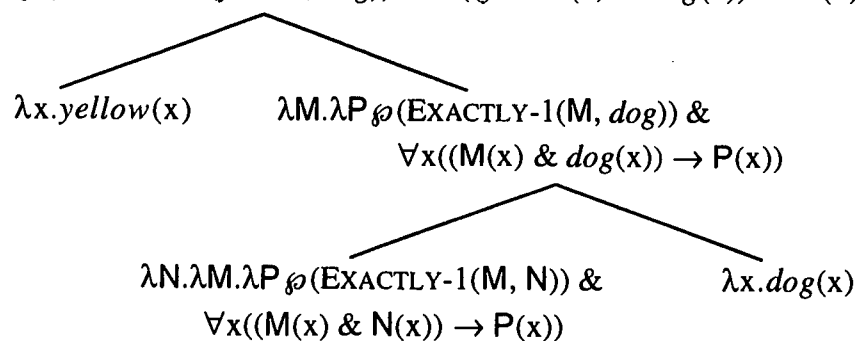 λx.yellow(x) λM.λP℘(EXACTLY-1(M, dog)) &
∀x((M(x) & dog(x)) → P(x))
λN.λM.λP℘(EXACTLY-1(M, N)) & λx.dog(x)
∀x((M(x) & N(x)) → P(x))